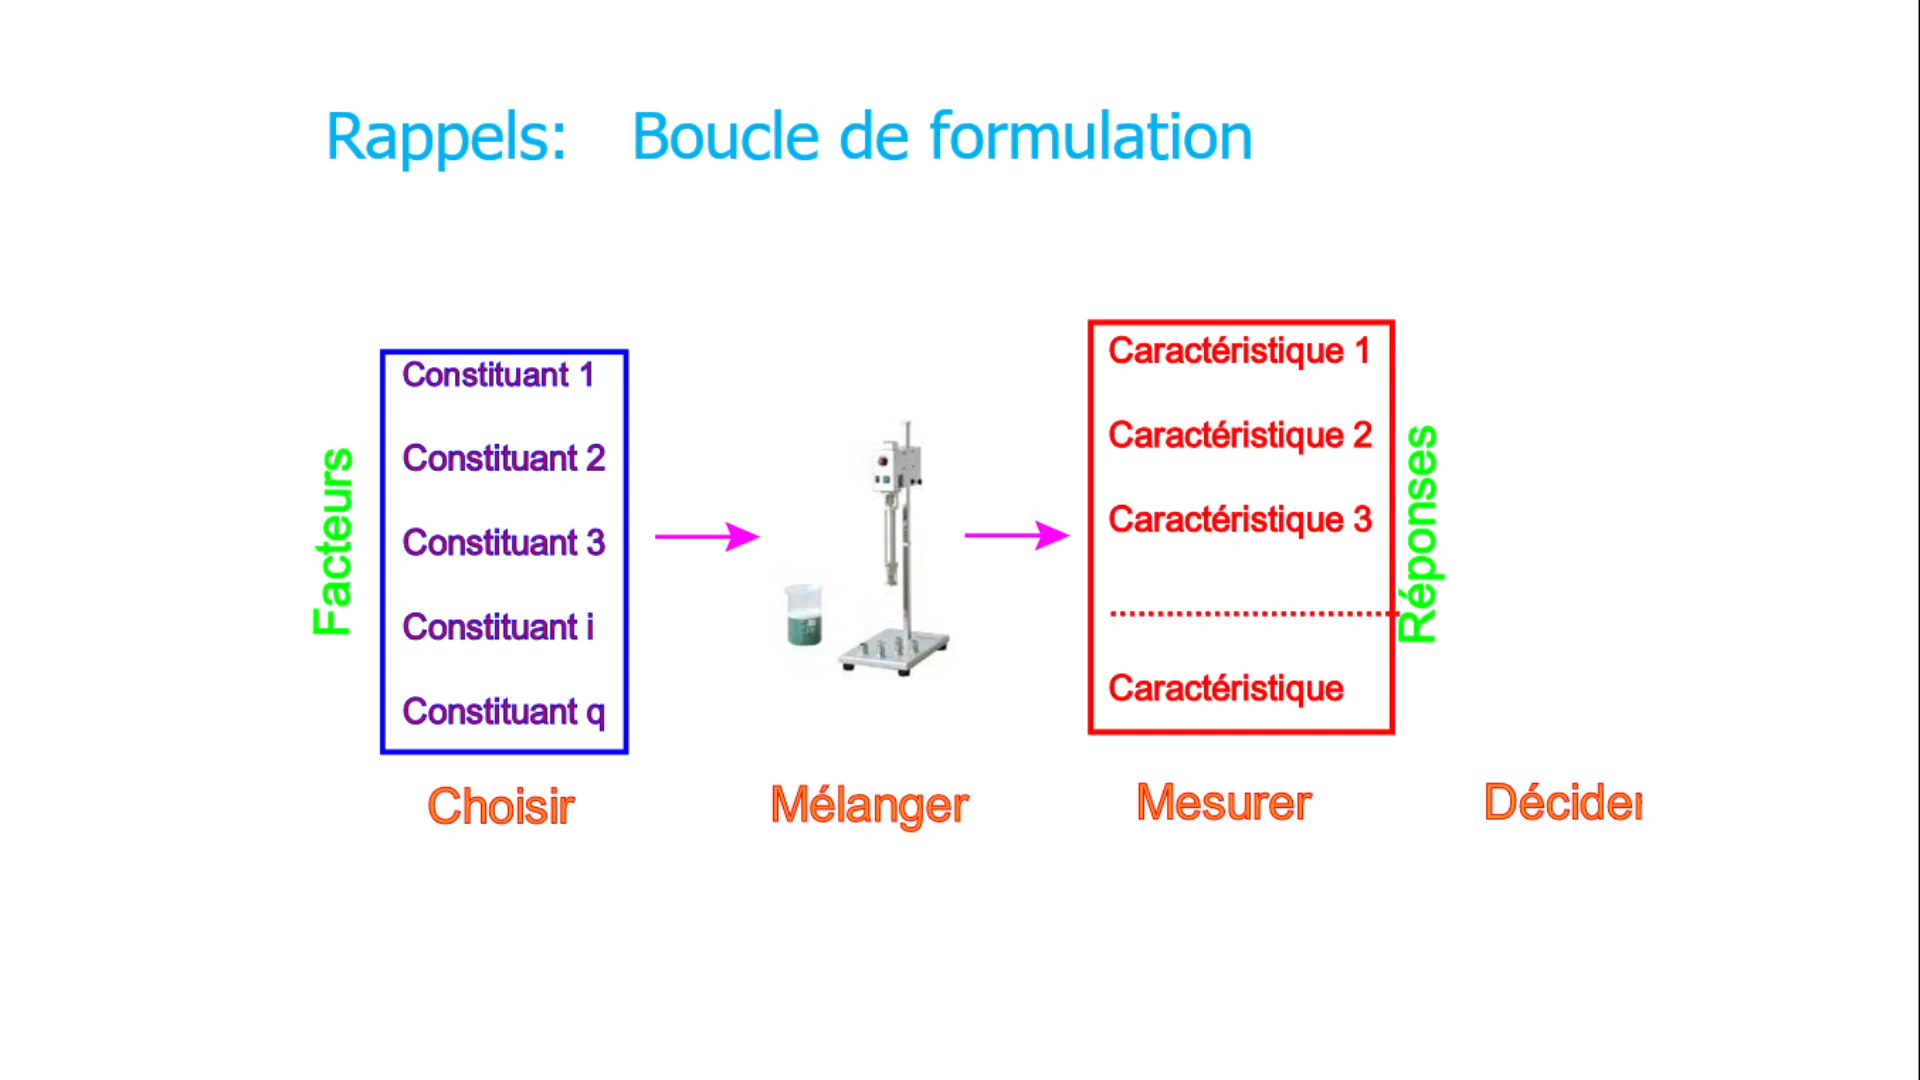 Rappels: Boucle de formulation
Facteurs
Constituant 1
Constituant 2
Constituant 3
Constituant i
Constituant q
Caractéristique 1
Caractéristique 2
Caractéristique 3
..............................
Caractéristique
Réponses
Choisir
Mélanger
Mesurer
Décider